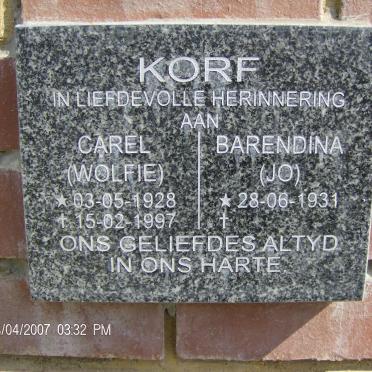 KORF
IN LIEFDEVOLLE HERINNERING
AAN
CAREL
(WOLFIE)
★ 03-05-1928
† 15-02-1997
BARENDINA
(JO)
★ 28-06-1931
†
ONS GELIEFDES ALTYD
IN ONS HARTE
/04/2007 03:32 PM